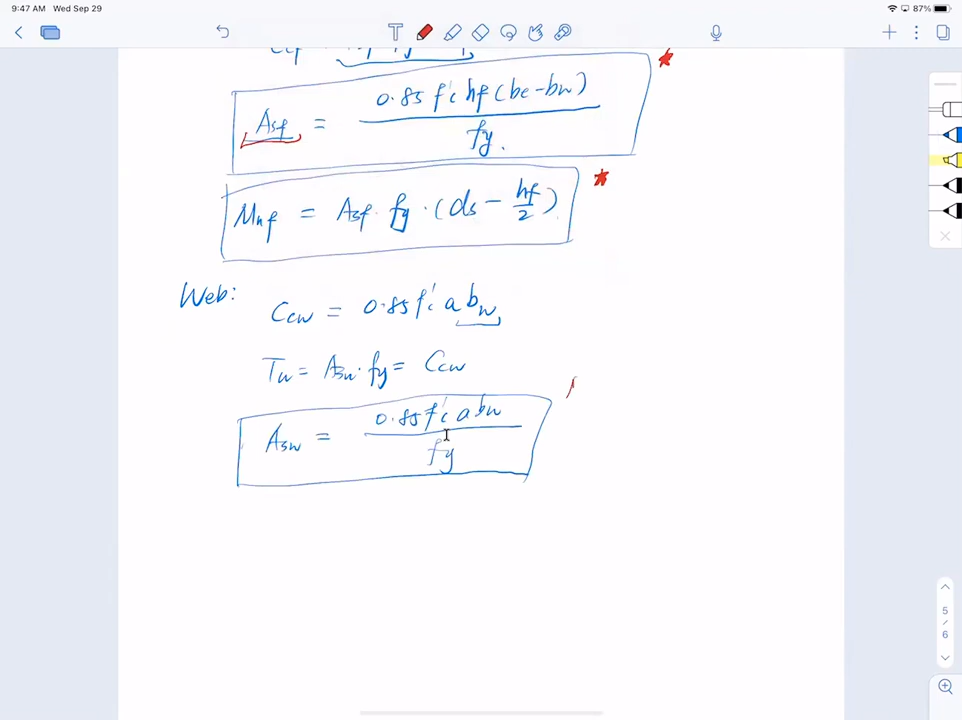 9:47 AM Wed Sep 29
87%
Asf = 0.85 f'c hf (be - bw) / fy.
Mnf = Asf · fy · (ds - hf/2)
Web: Ccw = 0.85 f'c a bw
Tw = Asw · fy = Ccw
Asw = 0.85 f'c a bw / fy
5
/
6